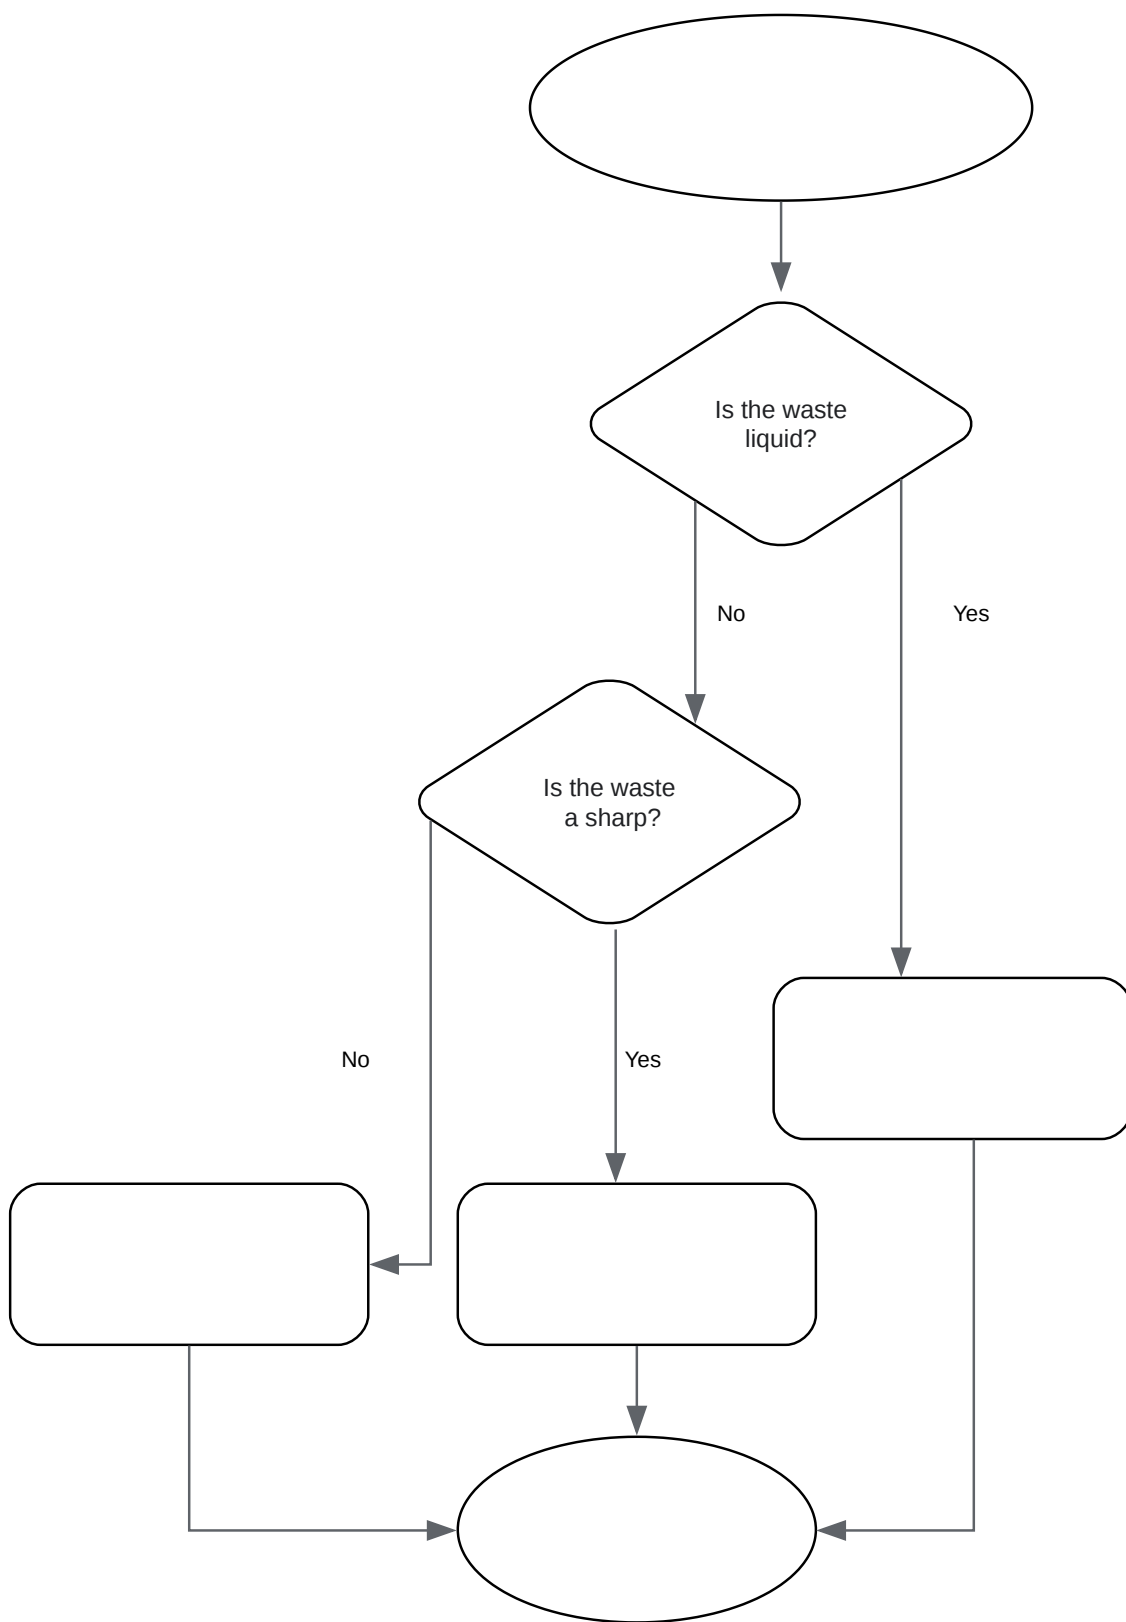 Is the waste
liquid?
No
Yes
Is the waste
a sharp?
No
Yes